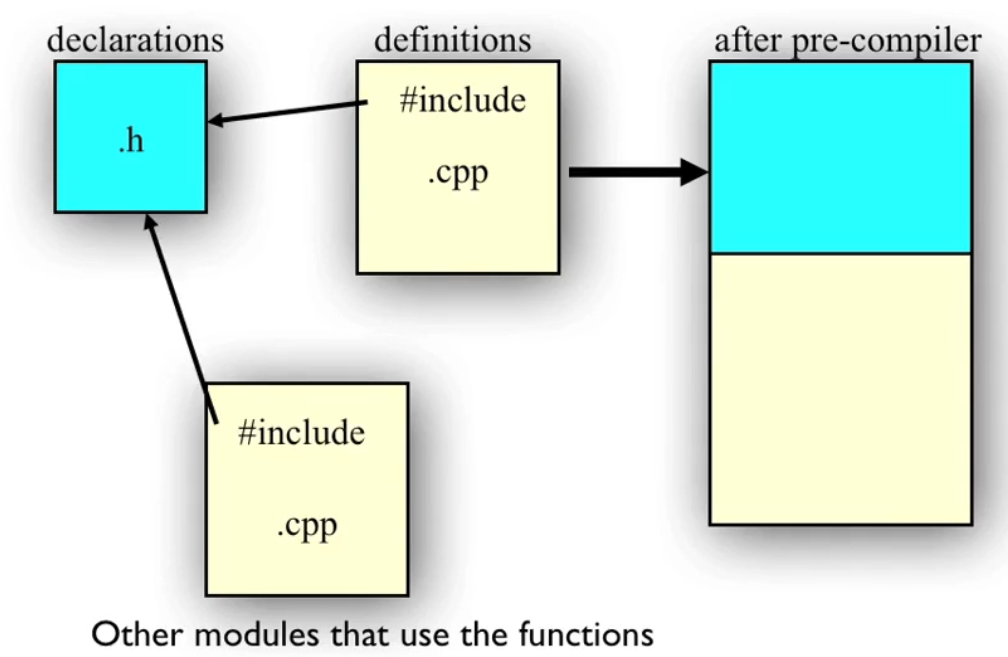 declarations
definitions
after pre-compiler
.h
#include
.cpp
#include
.cpp
Other modules that use the functions